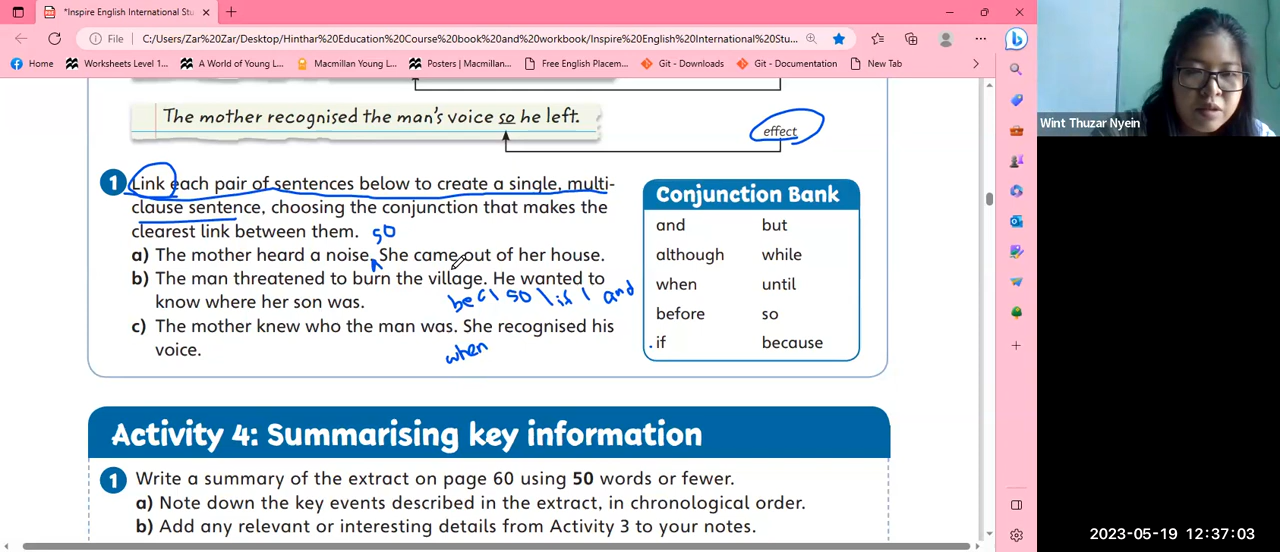 *Inspire English International Stu
File
C:/Users/Zar%20Zar/Desktop/Hinthar%20Education%20Course%20book%20and%20workbook/Inspire%20English%20International%20Stu...
Home
Worksheets Level 1...
A World of Young L...
Macmillan Young L...
Posters | Macmillan...
Free English Placem...
Git - Downloads
Git - Documentation
New Tab
Wint Thuzar Nyein
The mother recognised the man's voice so he left.
effect
1 Link each pair of sentences below to create a single, multi-
clause sentence, choosing the conjunction that makes the
clearest link between them.
so
a) The mother heard a noise. She came out of her house.
b) The man threatened to burn the village. He wanted to
know where her son was.
bec \ so \ if \ and
c) The mother knew who the man was. She recognised his
voice.
when
Conjunction Bank
and but
although while
when until
before so
if because
Activity 4: Summarising key information
1 Write a summary of the extract on page 60 using 50 words or fewer.
a) Note down the key events described in the extract, in chronological order.
b) Add any relevant or interesting details from Activity 3 to your notes.
2023-05-19 12:37:03